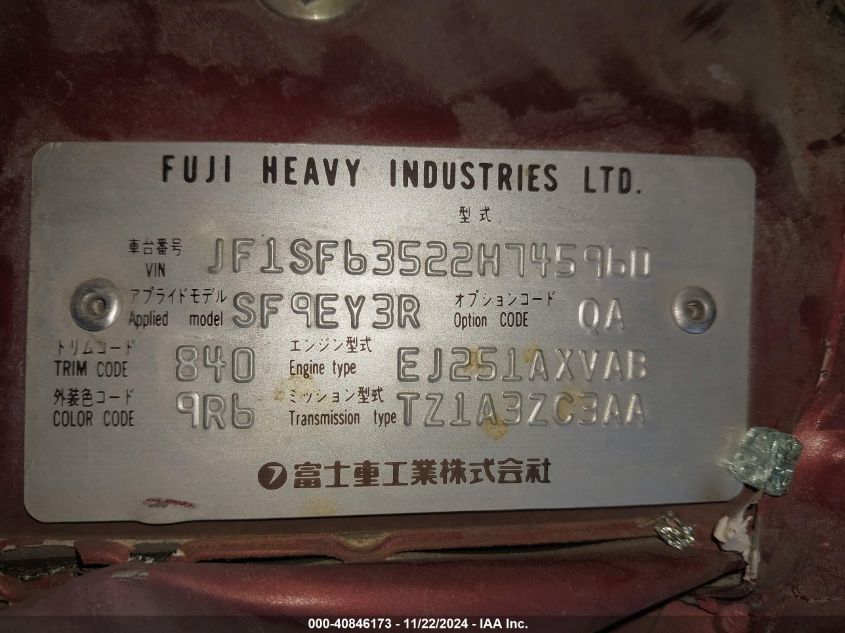 FUJI HEAVY INDUSTRIES LTD.
型式
車台番号 VIN JF1SF63522H745960
アプライドモデル Applied model SF9EY3R オプションコード Option CODE QA
トリムコード TRIM CODE 840 エンジン型式 Engine type EJ251AXVAB
外装色コード COLOR CODE 9R6 ミッション型式 Transmission type TZ1A3ZC3AA
富士重工業株式会社
000-40846173 - 11/22/2024 - IAA Inc.